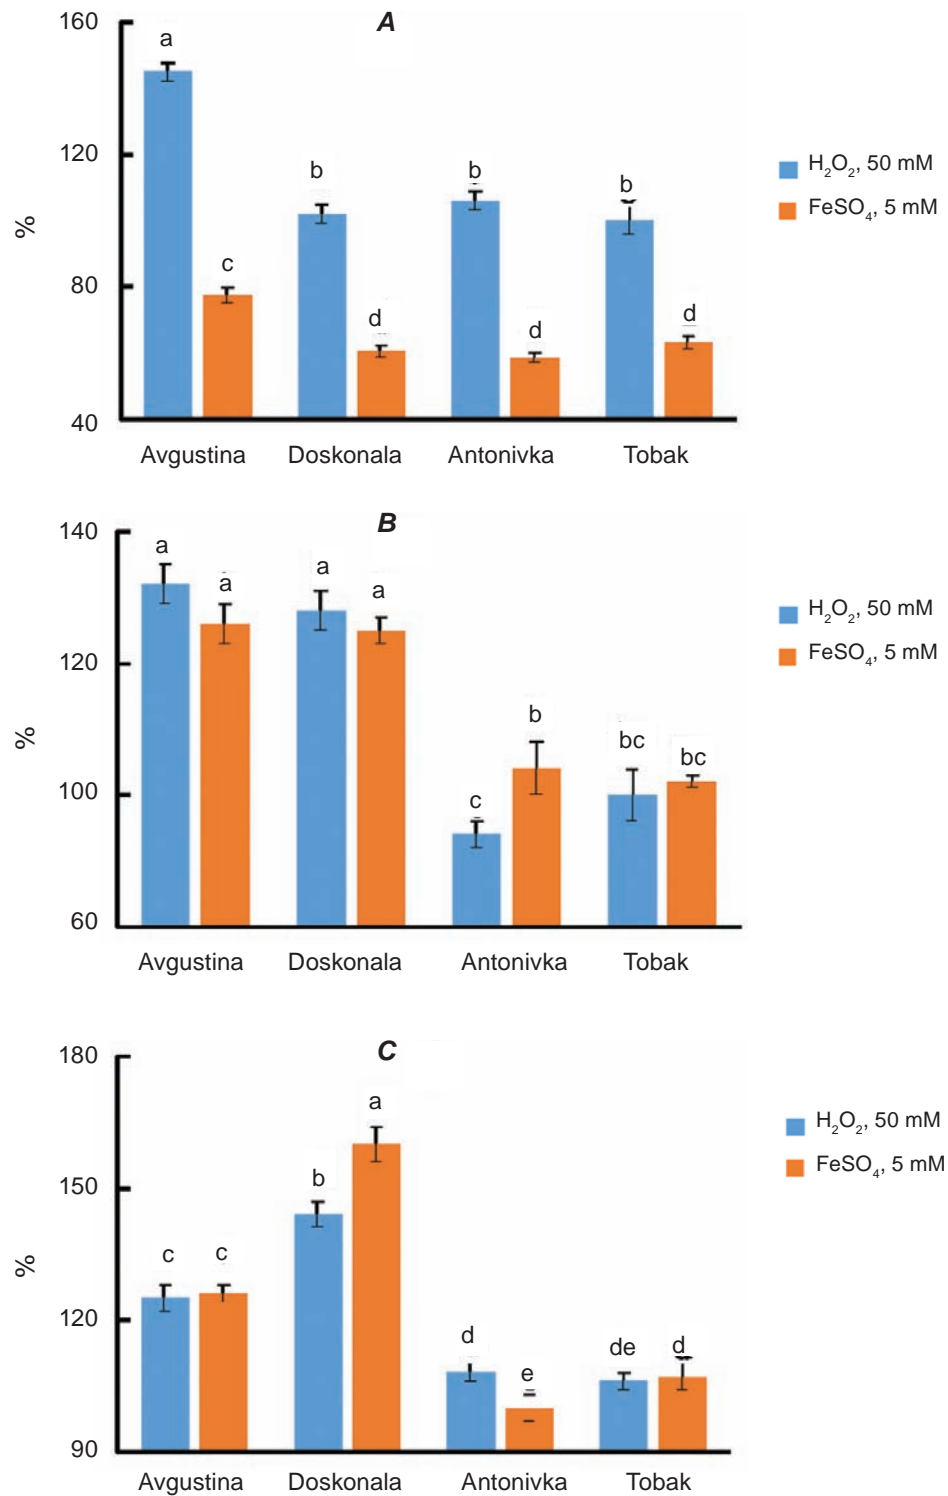 A
160
a
b
b
b
120
%
H₂O₂, 50 mM
FeSO₄, 5 mM
80
c
d
d
d
40
Avgustina Doskonala Antonivka Tobak
B
140
a
a
a
a
120
%
H₂O₂, 50 mM
FeSO₄, 5 mM
b
bc
bc
c
100
60
Avgustina Doskonala Antonivka Tobak
C
180
a
b
150
%
H₂O₂, 50 mM
FeSO₄, 5 mM
c
c
d
e
de
d
120
90
Avgustina Doskonala Antonivka Tobak